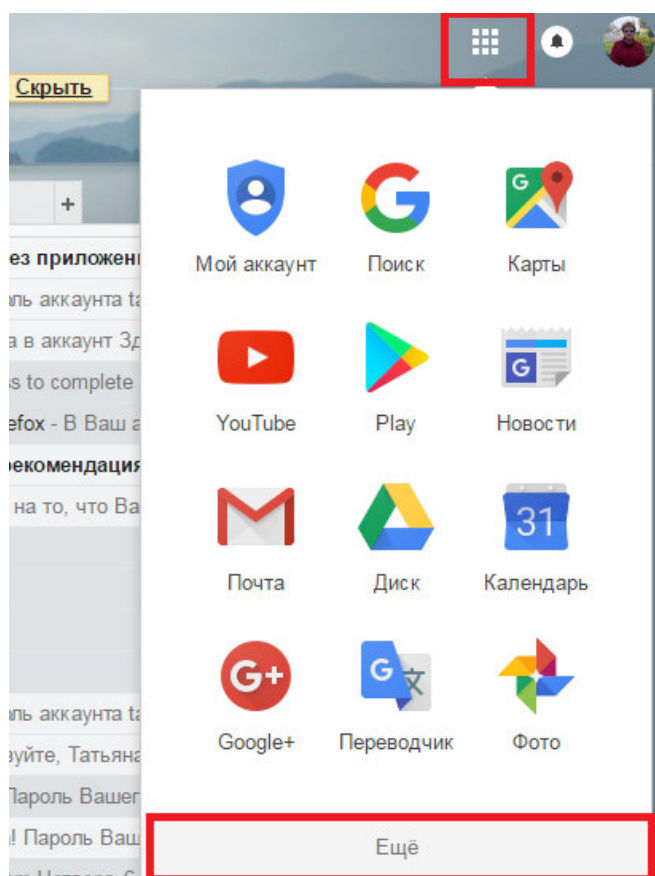 Скрыть
+
ез приложен
Мой аккаунт Поиск Карты
ль аккаунта ta
а в аккаунт Зд
ss to complete
efox - В Ваш а
YouTube Play Новости
рекомендация
на то, что Ва
31
Почта Диск Календарь
G+
Google+ Переводчик Фото
ль аккаунта ta
вуйте, Татьяна
Пароль Вашег
! Пароль Ваш
Ещё